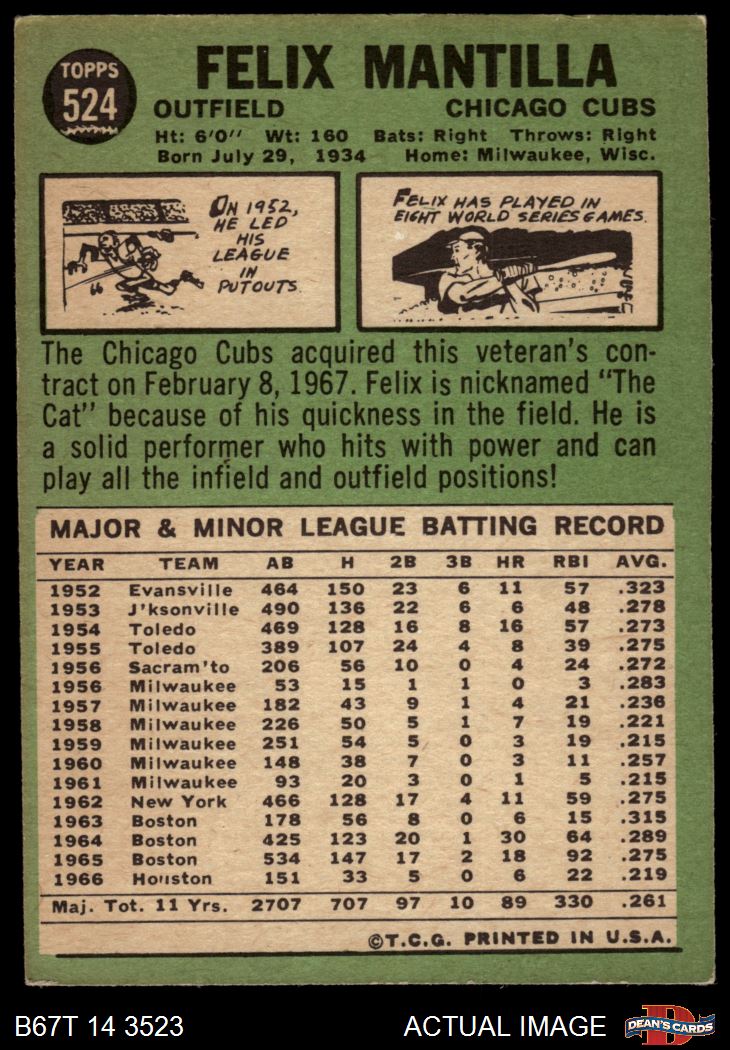 TOPPS
524
FELIX MANTILLA
OUTFIELD CHICAGO CUBS
Ht: 6'0" Wt: 160 Bats: Right Throws: Right
Born July 29, 1934 Home: Milwaukee, Wisc.
ON 1952,
HE LED
HIS
LEAGUE
IN
PUTOUTS.
FELIX HAS PLAYED IN
EIGHT WORLD SERIES GAMES.
The Chicago Cubs acquired this veteran's con-
tract on February 8, 1967. Felix is nicknamed "The
Cat" because of his quickness in the field. He is
a solid performer who hits with power and can
play all the infield and outfield positions!
MAJOR & MINOR LEAGUE BATTING RECORD
YEAR TEAM AB H 2B 3B HR RBI AVG.
1952 Evansville 464 150 23 6 11 57 .323
1953 J'ksonville 490 136 22 6 6 48 .278
1954 Toledo 469 128 16 8 16 57 .273
1955 Toledo 389 107 24 4 8 39 .275
1956 Sacram'to 206 56 10 0 4 24 .272
1956 Milwaukee 53 15 1 1 0 3 .283
1957 Milwaukee 182 43 9 1 4 21 .236
1958 Milwaukee 226 50 5 1 7 19 .221
1959 Milwaukee 251 54 5 0 3 19 .215
1960 Milwaukee 148 38 7 0 3 11 .257
1961 Milwaukee 93 20 3 0 1 5 .215
1962 New York 466 128 17 4 11 59 .275
1963 Boston 178 56 8 0 6 15 .315
1964 Boston 425 123 20 1 30 64 .289
1965 Boston 534 147 17 2 18 92 .275
1966 Houston 151 33 5 0 6 22 .219
Maj. Tot. 11 Yrs. 2707 707 97 10 89 330 .261
©T.C.G. PRINTED IN U.S.A.
B67T 14 3523 ACTUAL IMAGE DEAN'S CARDS